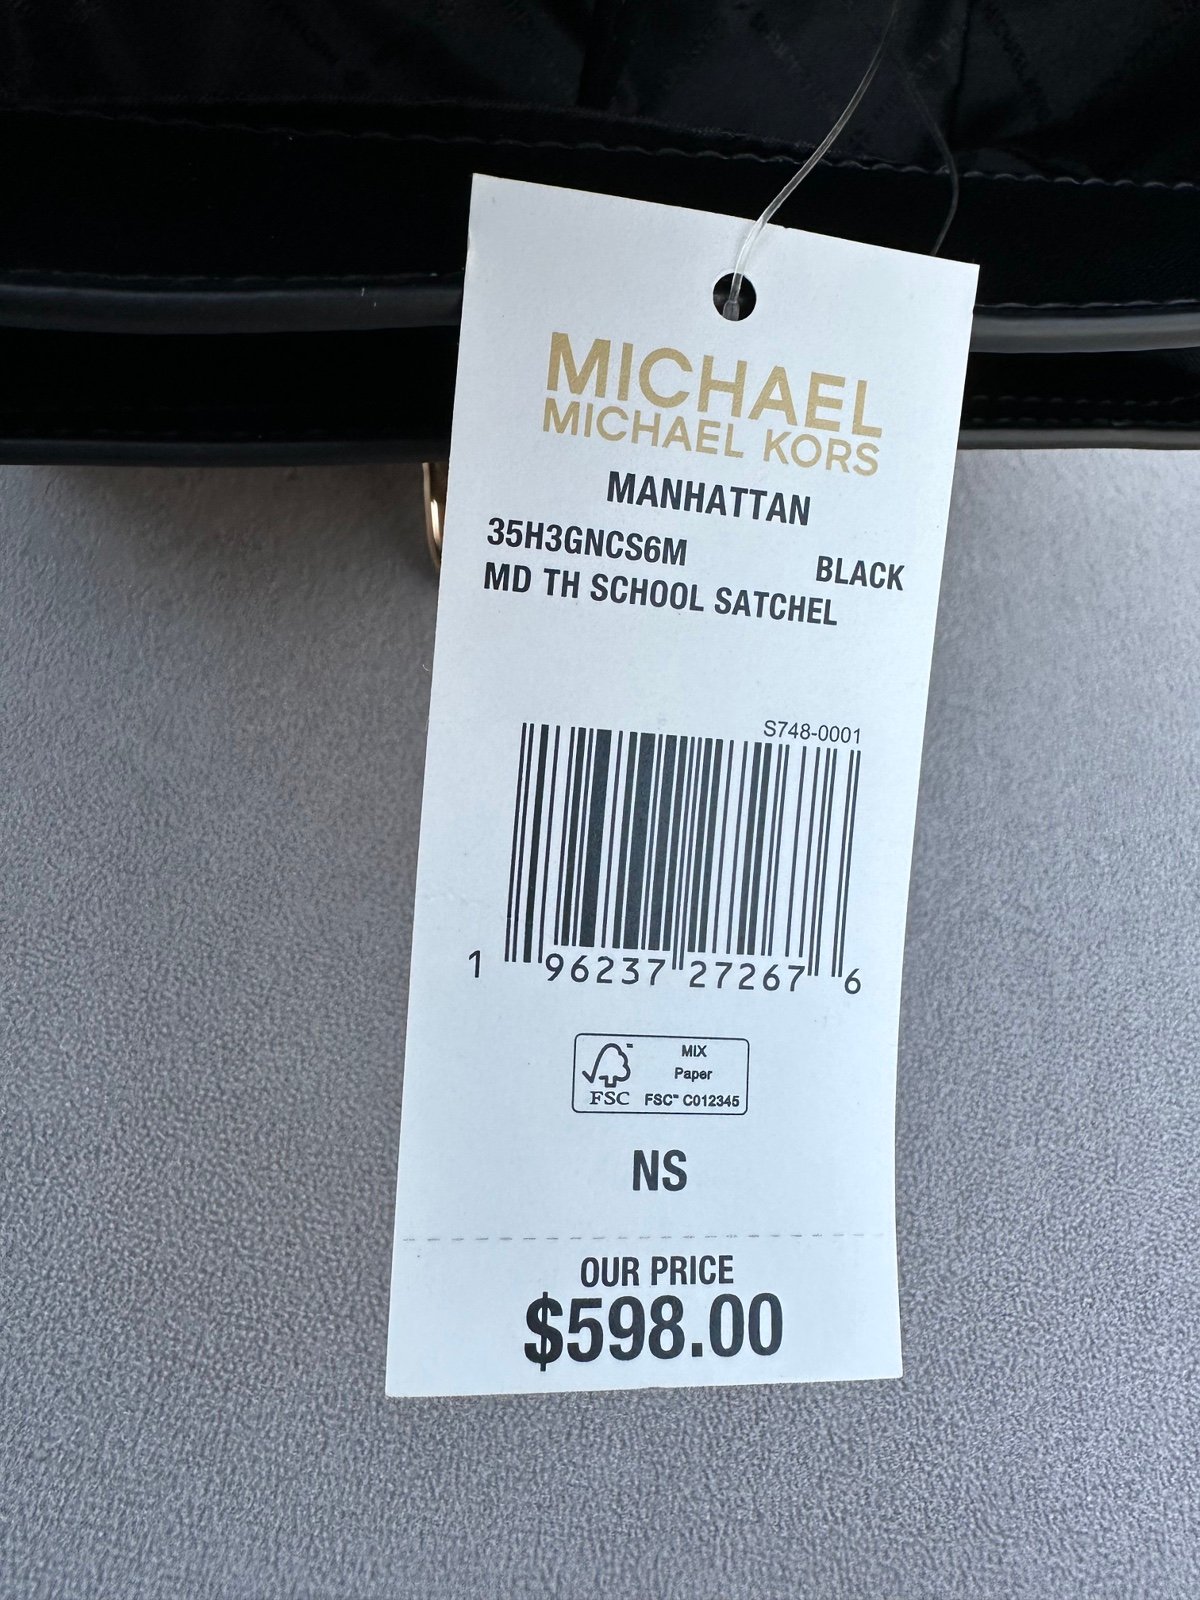 MICHAEL
MICHAEL KORS
MANHATTAN
35H3GNCS6M BLACK
MD TH SCHOOL SATCHEL
S748-0001
1 96237 27267 6
MIX
Paper
FSC™ FSC™ C012345
NS
OUR PRICE
$598.00